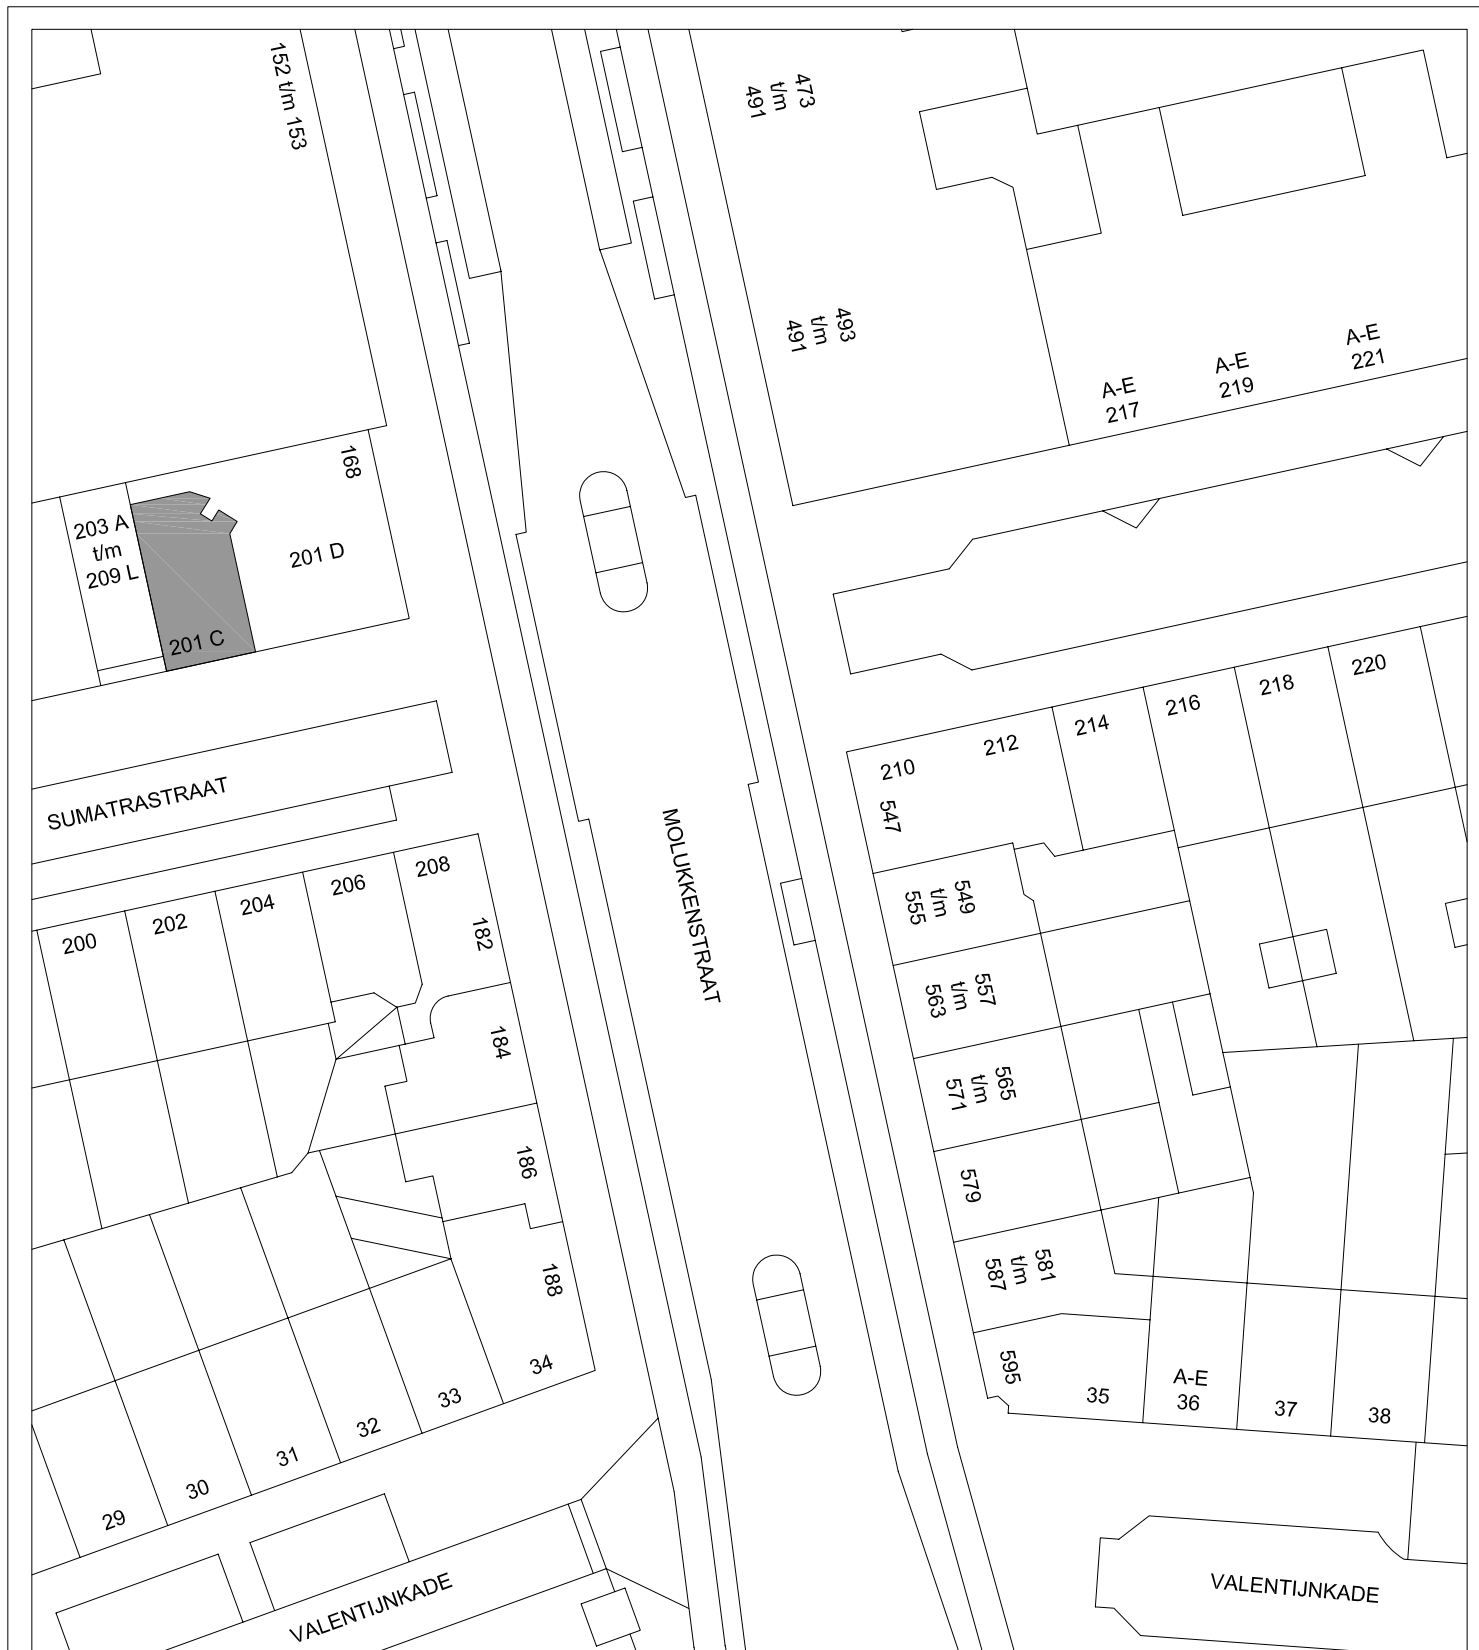 152 t/m 153
473
t/m
491
493
t/m
491
A-E
217
A-E
219
A-E
221
168
203 A
t/m
209 L
201 D
201 C
SUMATRASTRAAT
MOLUKKENSTRAAT
210
212
214
216
218
220
547
549
t/m
555
557
t/m
563
565
t/m
571
579
581
t/m
587
595
200
202
204
206
208
182
184
186
188
29
30
31
32
33
34
35
A-E
36
37
38
VALENTIJNKADE
VALENTIJNKADE